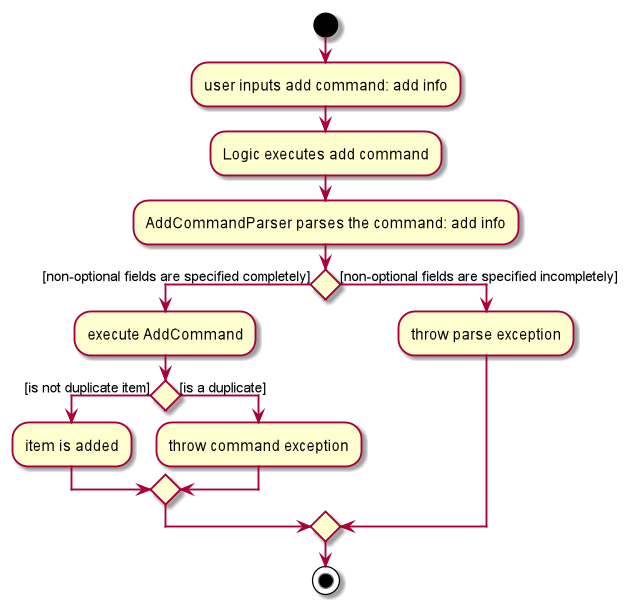 user inputs add command: add info
Logic executes add command
AddCommandParser parses the command: add info
[non-optional fields are specified completely]
[non-optional fields are specified incompletely]
execute AddCommand
throw parse exception
[is not duplicate item]
[is a duplicate]
item is added
throw command exception